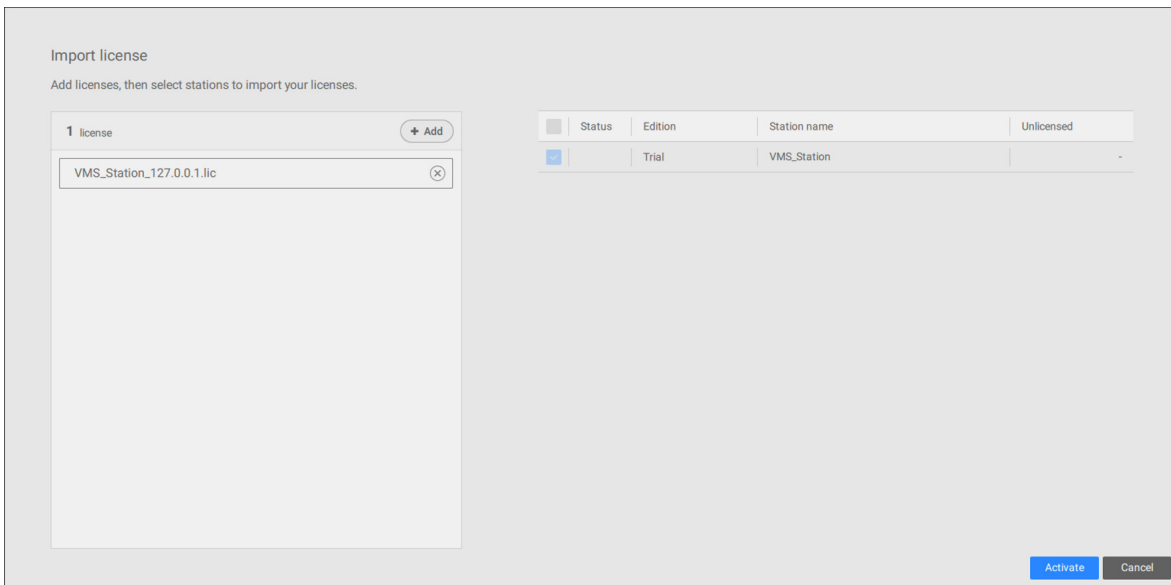 Import license
Add licenses, then select stations to import your licenses.
1 license
+ Add
VMS_Station_127.0.0.1.lic
Status Edition Station name Unlicensed
Trial VMS_Station -
Activate Cancel